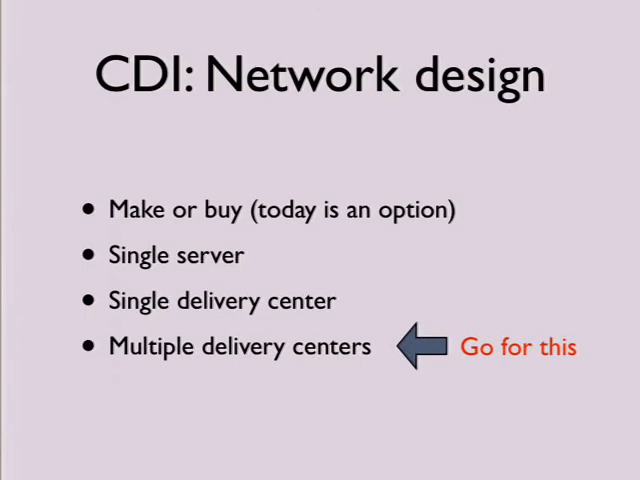 CDI: Network design
• Make or buy (today is an option)
• Single server
• Single delivery center
• Multiple delivery centers Go for this